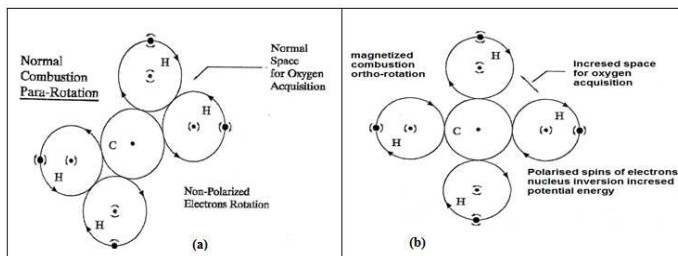 Normal
Combustion
Para-Rotation
H
Normal
Space
for Oxygen
Acquisition
H
C
H
H
Non-Polarized
Electrons Rotation
(a)
magnetized
combustion
ortho-rotation
H
Incresed space
for oxygen
acquisition
H
C
H
Polarised spins of electrons
nucleus inversion incresed
potential energy
H
(b)